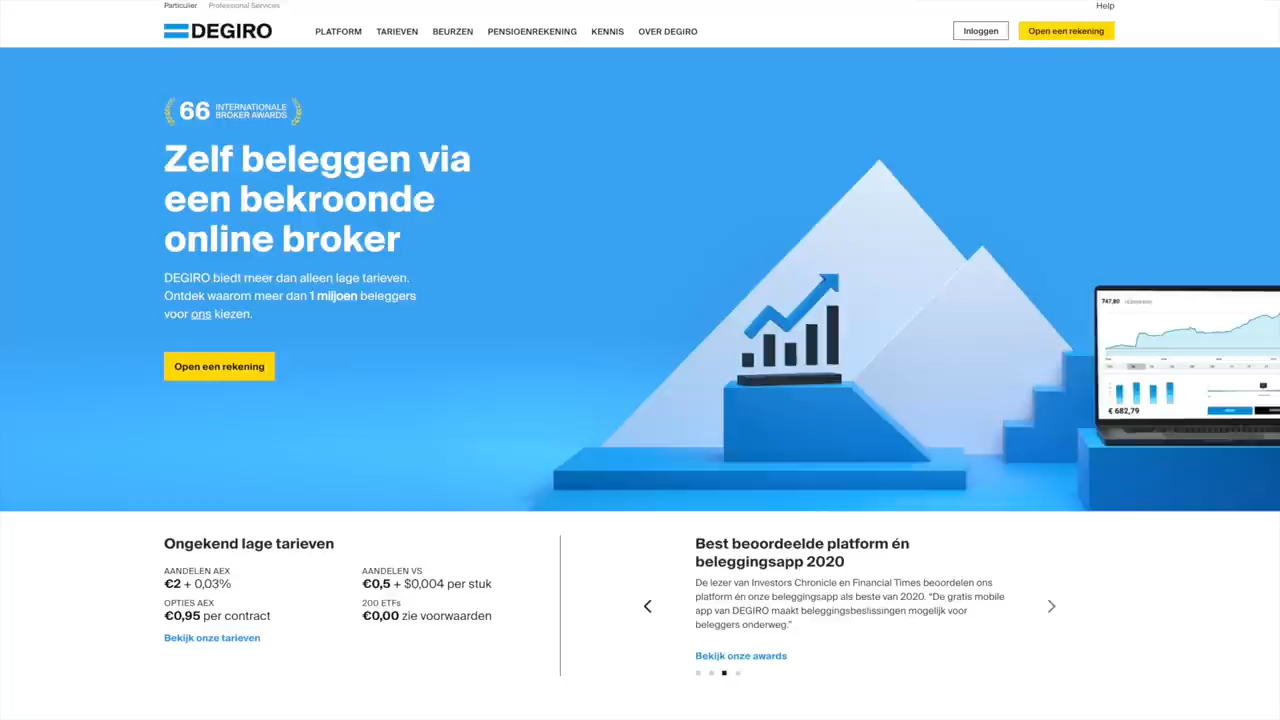 Particulier Professional Services Help
DEGIRO PLATFORM TARIEVEN BEURZEN PENSIOENREKENING KENNIS OVER DEGIRO Inloggen Open een rekening
66 INTERNATIONALE
BROKER AWARDS
Zelf beleggen via
een bekroonde
online broker
DEGIRO biedt meer dan alleen lage tarieven.
Ontdek waarom meer dan 1 miljoen beleggers
voor ons kiezen.
Open een rekening
747,80
€ 682,79
Ongekend lage tarieven
AANDELEN AEX
€2 + 0,03%
AANDELEN VS
€0,5 + $0,004 per stuk
OPTIES AEX
€0,95 per contract
200 ETFs
€0,00 zie voorwaarden
Bekijk onze tarieven
Best beoordeelde platform én
beleggingsapp 2020
De lezer van Investors Chronicle en Financial Times beoordelen ons
platform én onze beleggingsapp als beste van 2020. “De gratis mobile
app van DEGIRO maakt beleggingsbeslissingen mogelijk voor
beleggers onderweg.”
Bekijk onze awards